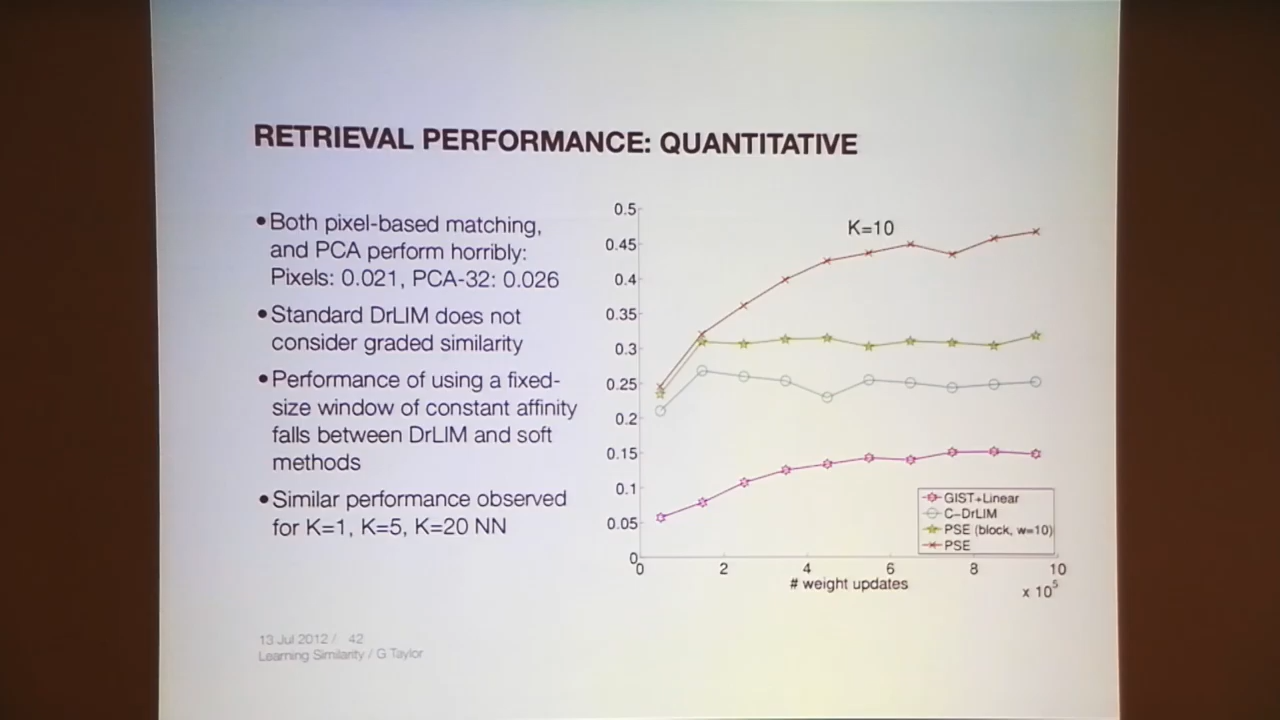 RETRIEVAL PERFORMANCE: QUANTITATIVE
•Both pixel-based matching,
and PCA perform horribly:
Pixels: 0.021, PCA-32: 0.026
•Standard DrLIM does not
consider graded similarity
•Performance of using a fixed-
size window of constant affinity
falls between DrLIM and soft
methods
•Similar performance observed
for K=1, K=5, K=20 NN
K=10
0.5
0.45
0.4
0.35
0.3
0.25
0.2
0.15
0.1
0.05
0
0 2 4 6 8 10
# weight updates
x 10⁵
GIST+Linear
C-DrLIM
PSE (block, w=10)
PSE
13 Jul 2012 / 42
Learning Similarity / G Taylor